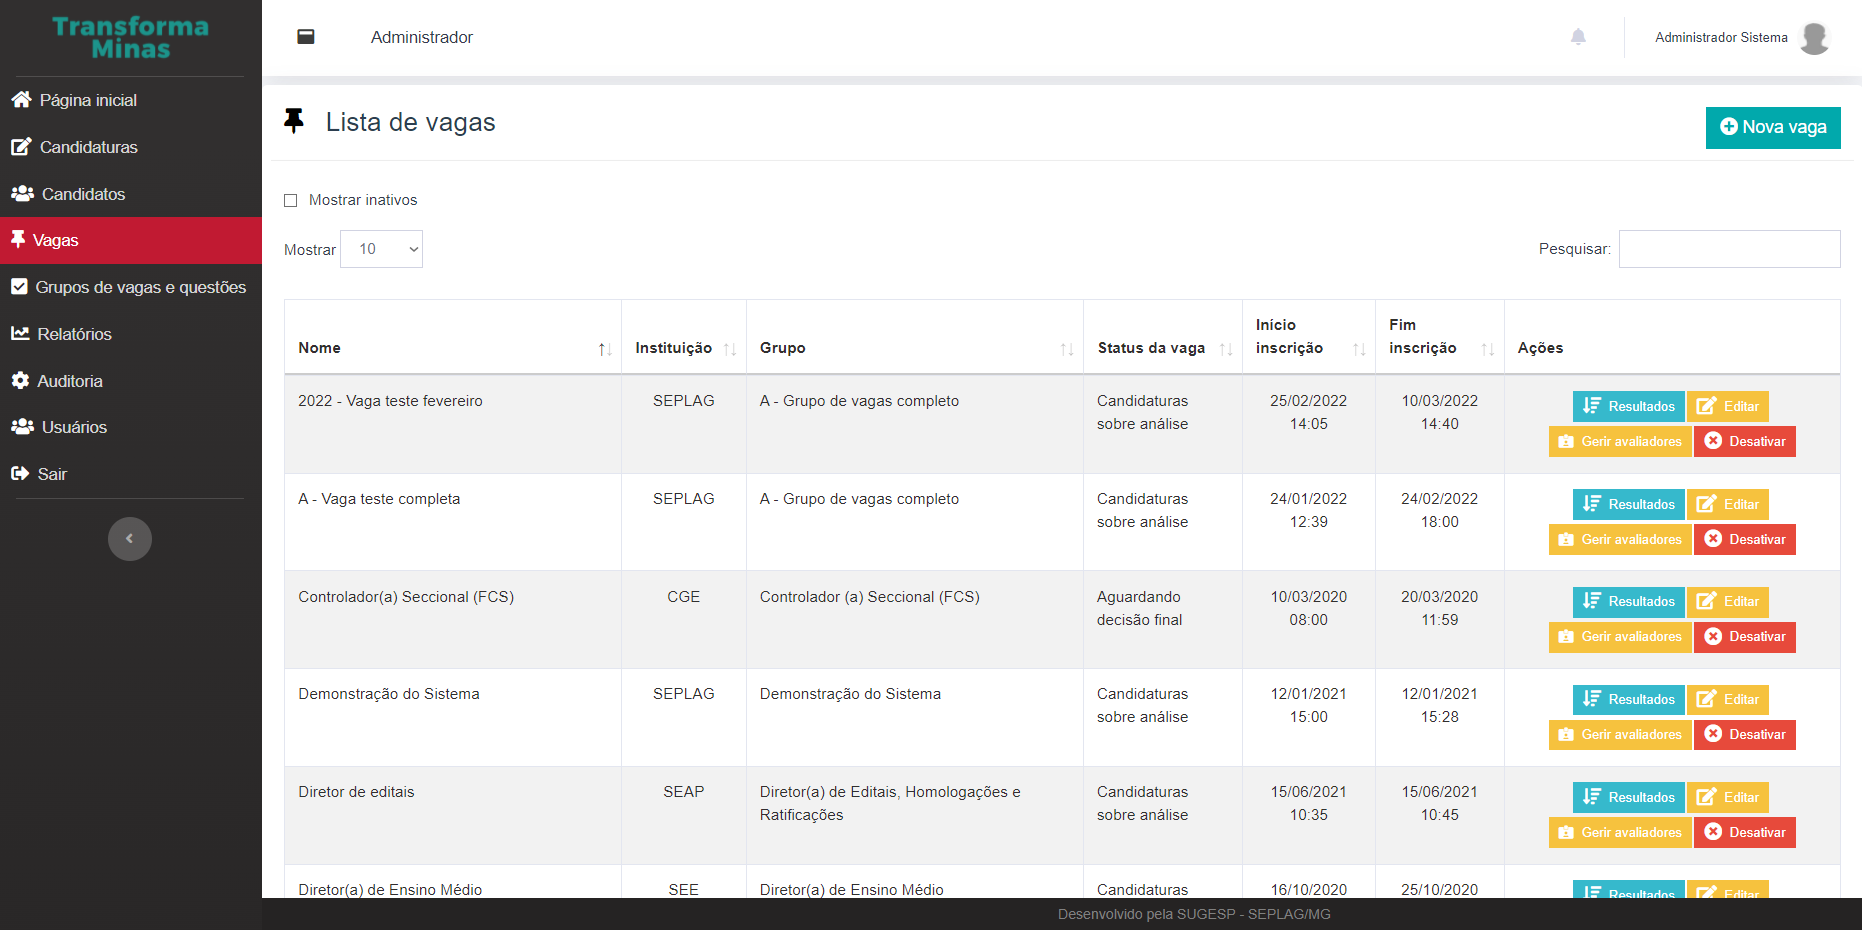 Transforma
Minas
Página inicial
Candidaturas
Candidatos
Vagas
Grupos de vagas e questões
Relatórios
Auditoria
Usuários
Sair
Administrador
Administrador Sistema
Lista de vagas
Nova vaga
Mostrar inativos
Mostrar 10
Pesquisar:
Nome Instituição Grupo Status da vaga Início inscrição Fim inscrição Ações
2022 - Vaga teste fevereiro SEPLAG A - Grupo de vagas completo Candidaturas sobre análise 25/02/2022 14:05 10/03/2022 14:40 Resultados Editar Gerir avaliadores Desativar
A - Vaga teste completa SEPLAG A - Grupo de vagas completo Candidaturas sobre análise 24/01/2022 12:39 24/02/2022 18:00 Resultados Editar Gerir avaliadores Desativar
Controlador(a) Seccional (FCS) CGE Controlador (a) Seccional (FCS) Aguardando decisão final 10/03/2020 08:00 20/03/2020 11:59 Resultados Editar Gerir avaliadores Desativar
Demonstração do Sistema SEPLAG Demonstração do Sistema Candidaturas sobre análise 12/01/2021 15:00 12/01/2021 15:28 Resultados Editar Gerir avaliadores Desativar
Diretor de editais SEAP Diretor(a) de Editais, Homologações e Ratificações Candidaturas sobre análise 15/06/2021 10:35 15/06/2021 10:45 Resultados Editar Gerir avaliadores Desativar
Diretor(a) de Ensino Médio SEE Diretor(a) de Ensino Médio Candidaturas 16/10/2020 25/10/2020 Resultados Editar
Desenvolvido pela SUGESP - SEPLAG/MG